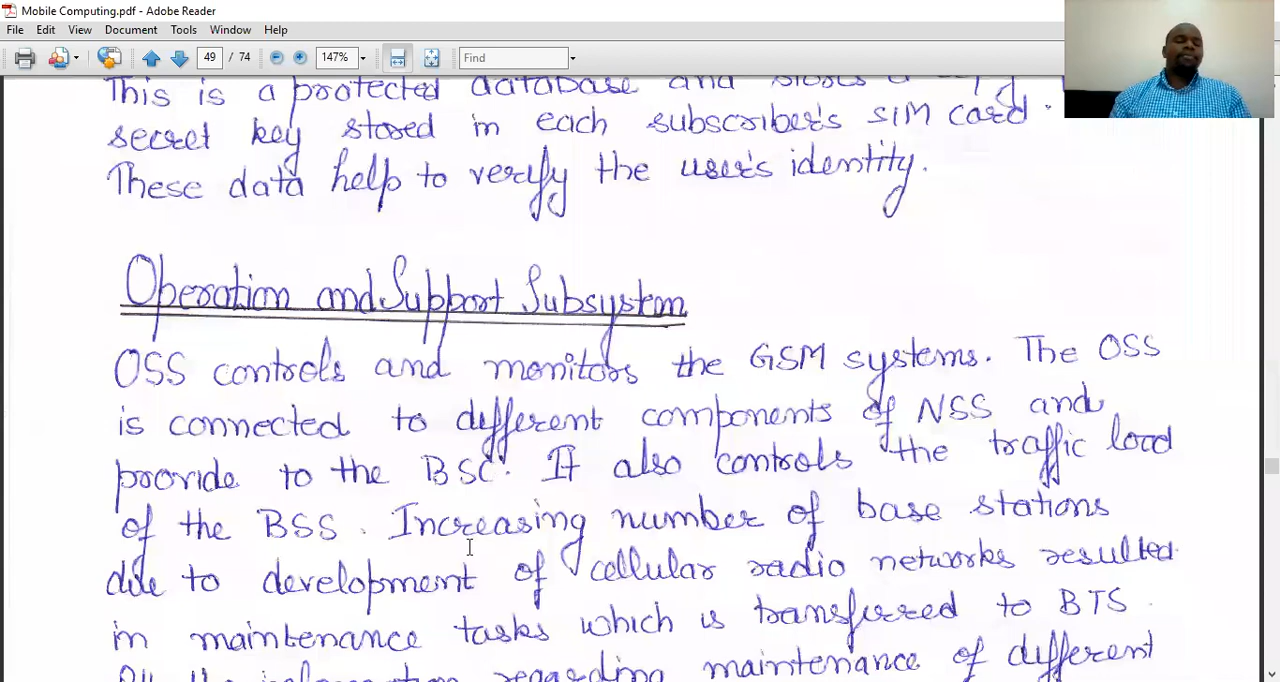 Mobile Computing.pdf - Adobe Reader
File Edit View Document Tools Window Help
49 / 74 147% Find
This is a protected database and stores a
secret key stored in each subscriber's SIM card.
These data help to verify the user's identity.
Operation and Support Subsystem
OSS controls and monitors the GSM systems. The OSS
is connected to different components of NSS and
provide to the BSC. It also controls the traffic load
of the BSS. Increasing number of base stations
due to development of cellular radio networks resulted
in maintenance tasks which is transferred to BTS.
regarding maintenance of different